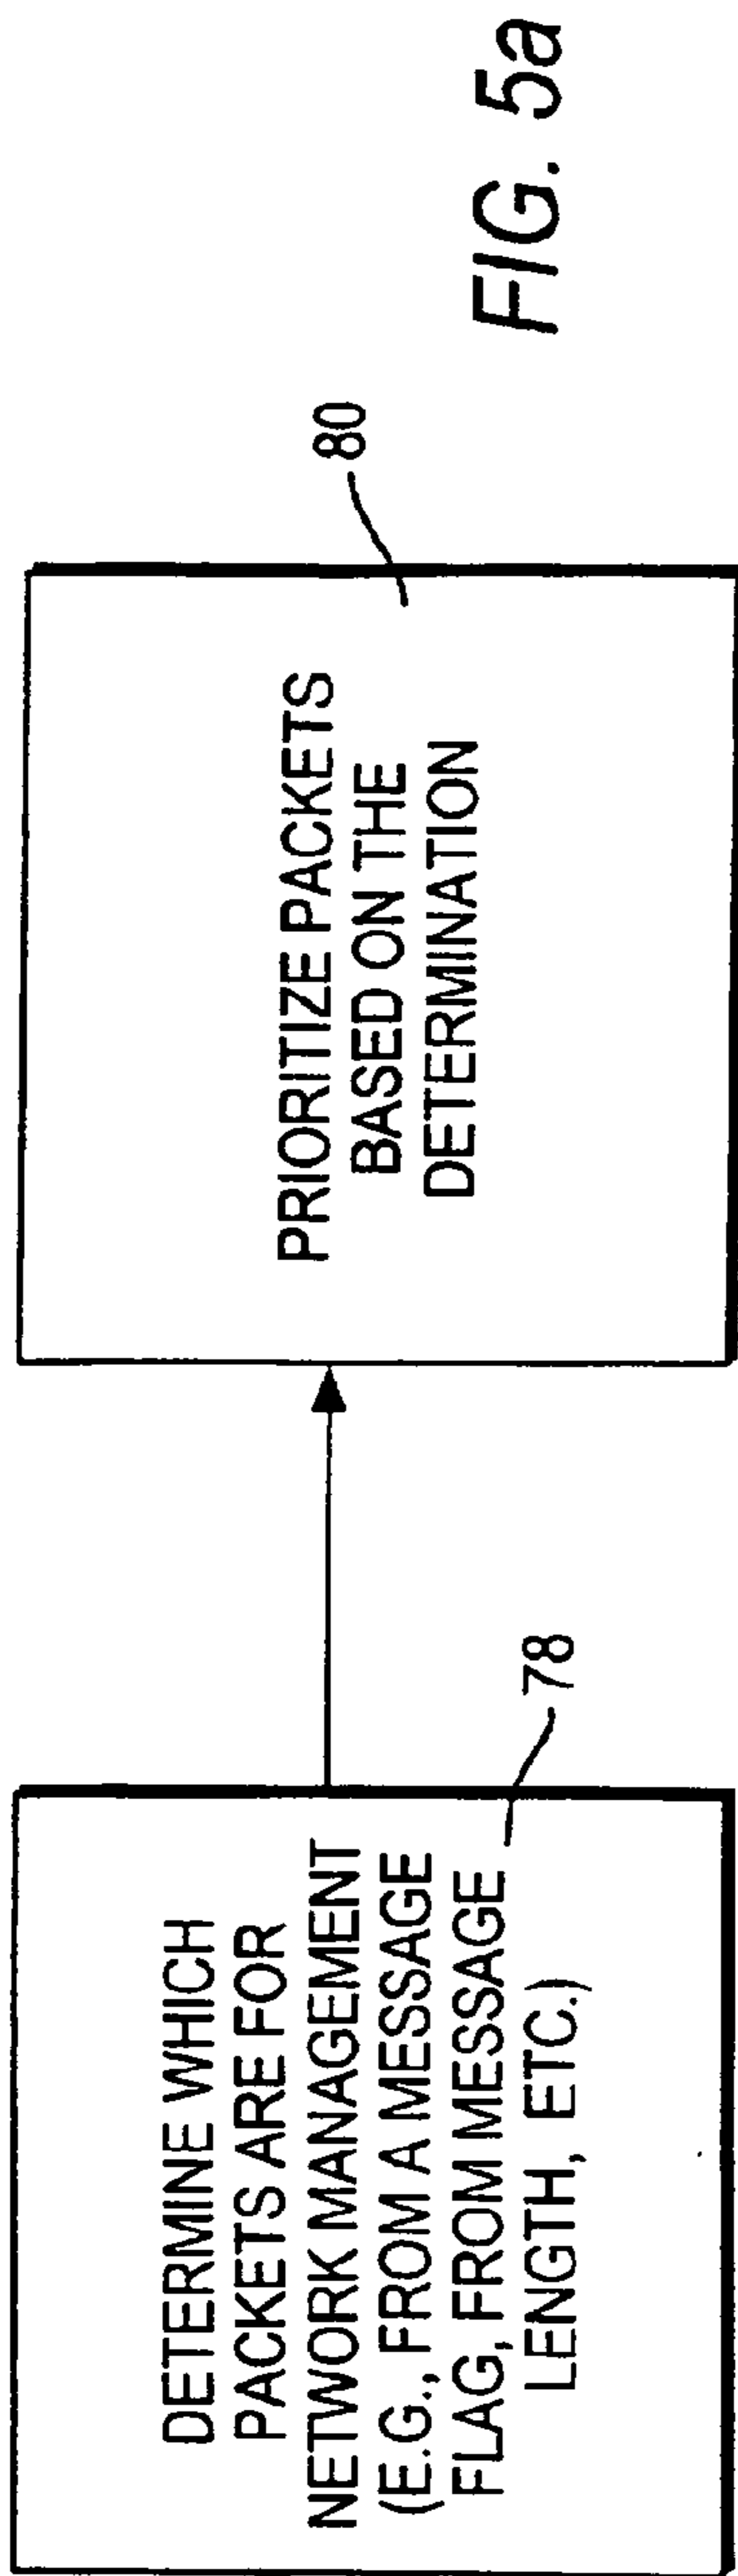 DETERMINE WHICH
PACKETS ARE FOR
NETWORK MANAGEMENT
(E.G., FROM A MESSAGE
FLAG, FROM MESSAGE
LENGTH, ETC.)
78
PRIORITIZE PACKETS
BASED ON THE
DETERMINATION
80
FIG. 5a